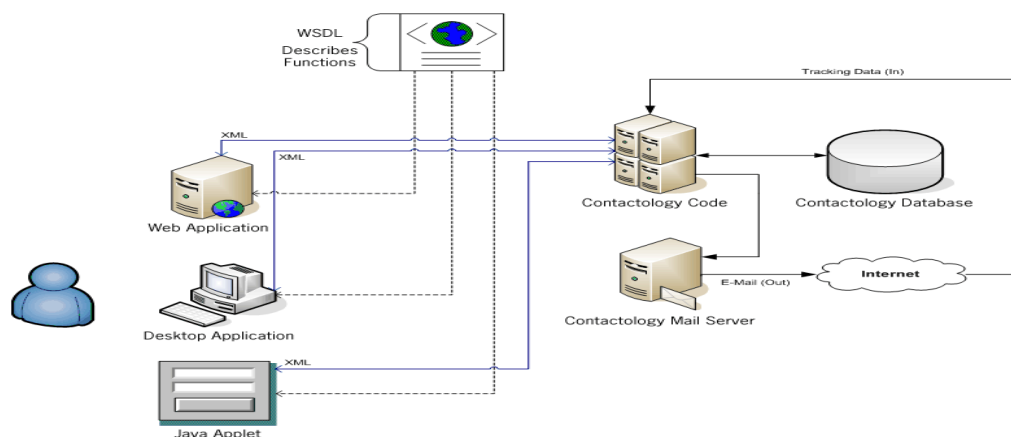 WSDL
Describes
Functions
Tracking Data (In)
XML
XML
Contactology Code
Contactology Database
Web Application
Internet
E-Mail (Out)
Contactology Mail Server
Desktop Application
XML
Java Applet